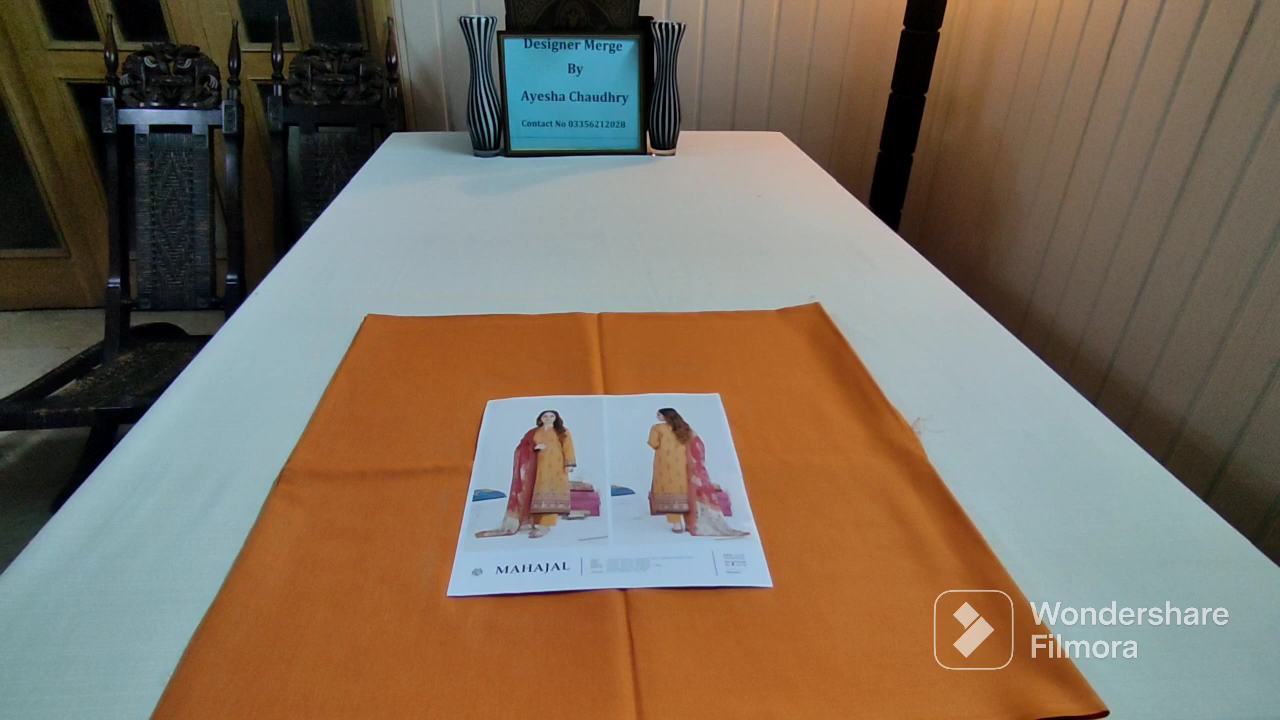 Designer Merge
By
Ayesha Chaudhry
Contact No 03356212028
MAHAJAL
Wondershare
Filmora